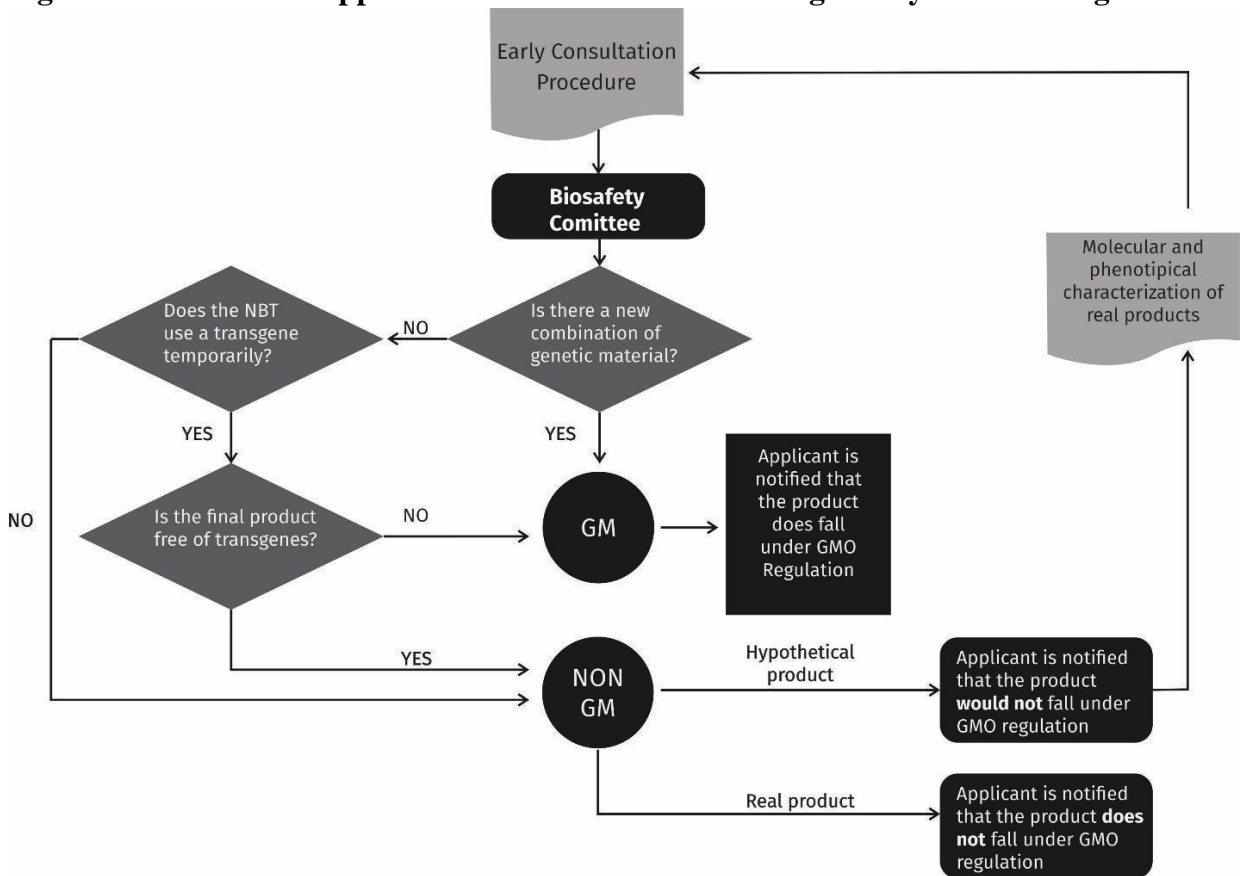 Early Consultation
Procedure
Biosafety
Comittee
Is there a new
combination of
genetic material?
NO
Does the NBT
use a transgene
temporarily?
YES
YES
Is the final product
free of transgenes?
NO
NO
GM
Applicant is
notified that
the product
does fall
under GMO
Regulation
YES
NON
GM
Hypothetical
product
Applicant is notified
that the product
would not fall under
GMO regulation
Molecular and
phenotipical
characterization of
real products
Real product
Applicant is notified
that the product does
not fall under GMO
regulation